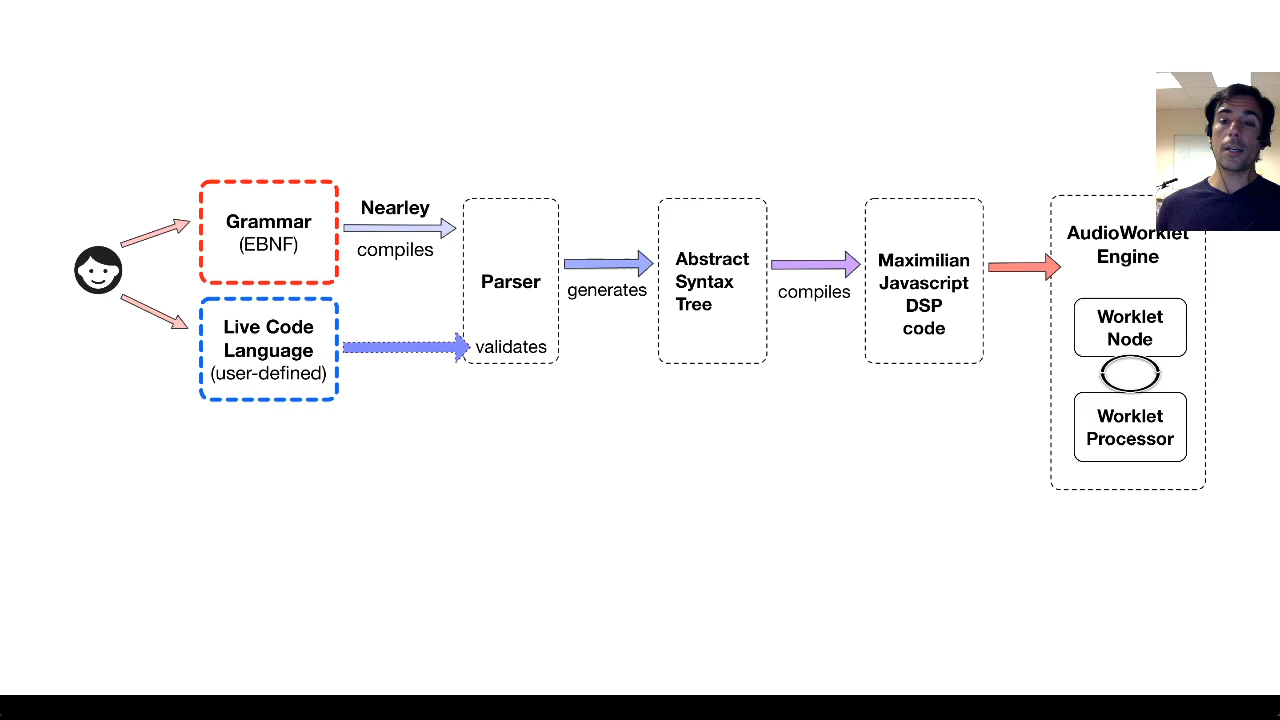 Grammar
(EBNF)
Nearley
compiles
Live Code
Language
(user-defined)
Parser
validates
generates
Abstract
Syntax
Tree
compiles
Maximilian
Javascript
DSP
code
AudioWorklet
Engine
Worklet
Node
Worklet
Processor